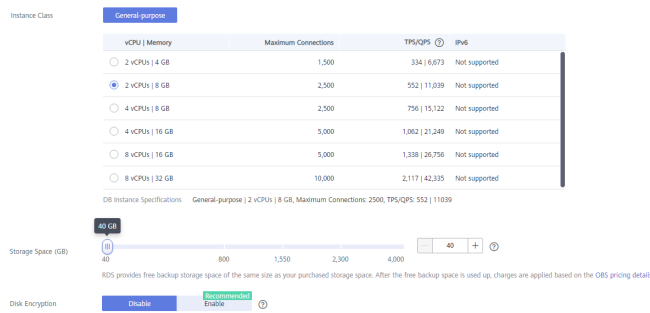 Instance Class General-purpose
vCPU | Memory Maximum Connections TPS/QPS ? IPv6
2 vCPUs | 4 GB 1,500 334 | 6,673 Not supported
2 vCPUs | 8 GB 2,500 552 | 11,039 Not supported
4 vCPUs | 8 GB 2,500 756 | 15,122 Not supported
4 vCPUs | 16 GB 5,000 1,062 | 21,249 Not supported
8 vCPUs | 16 GB 5,000 1,338 | 26,756 Not supported
8 vCPUs | 32 GB 10,000 2,117 | 42,335 Not supported
DB Instance Specifications General-purpose | 2 vCPUs | 8 GB, Maximum Connections: 2500, TPS/QPS: 552 | 11039
40 GB
Storage Space (GB) 40 + ?
40 800 1,550 2,300 4,000
RDS provides free backup storage space of the same size as your purchased storage space. After the free backup space is used up, charges are applied based on the OBS pricing details
Recommended
Disk Encryption Disable Enable ?